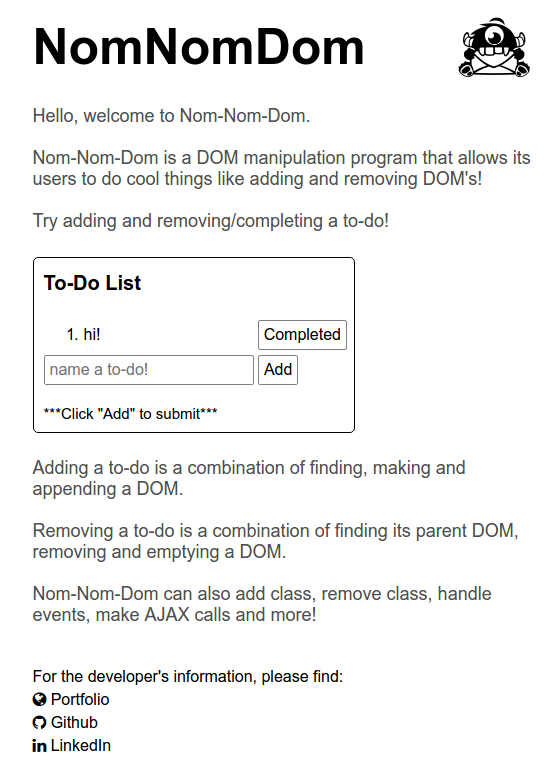 NomNomDom
Hello, welcome to Nom-Nom-Dom.
Nom-Nom-Dom is a DOM manipulation program that allows its
users to do cool things like adding and removing DOM's!
Try adding and removing/completing a to-do!
To-Do List
1. hi! Completed
name a to-do! Add
***Click "Add" to submit***
Adding a to-do is a combination of finding, making and
appending a DOM.
Removing a to-do is a combination of finding its parent DOM,
removing and emptying a DOM.
Nom-Nom-Dom can also add class, remove class, handle
events, make AJAX calls and more!
For the developer's information, please find:
Portfolio
Github
LinkedIn